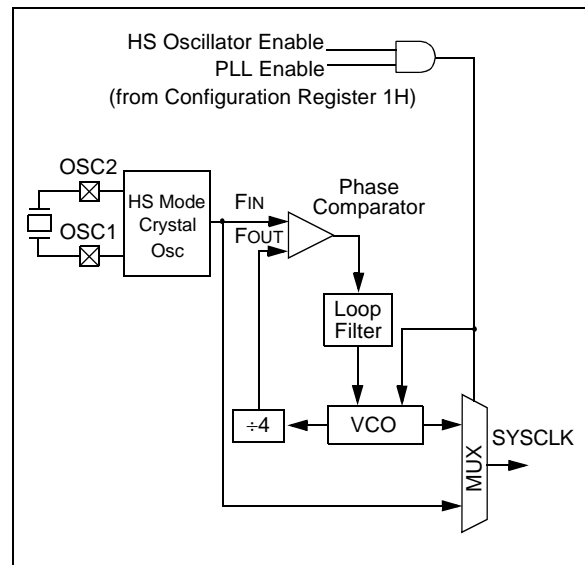 HS Oscillator Enable
PLL Enable
(from Configuration Register 1H)
OSC2
OSC1
HS Mode
Crystal
Osc
FIN
FOUT
Phase
Comparator
Loop
Filter
÷4
VCO
MUX
SYSCLK